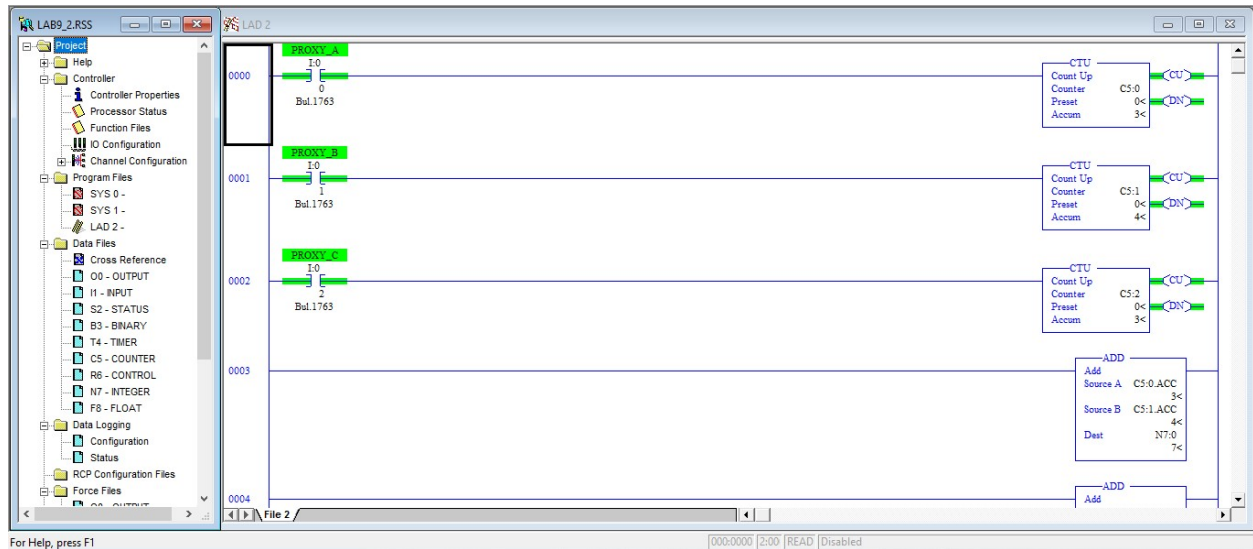 LAB9_2.RSS
Project
Help
Controller
Controller Properties
Processor Status
Function Files
IO Configuration
Channel Configuration
Program Files
SYS 0 -
SYS 1 -
LAD 2 -
Data Files
Cross Reference
O0 - OUTPUT
I1 - INPUT
S2 - STATUS
B3 - BINARY
T4 - TIMER
C5 - COUNTER
R6 - CONTROL
N7 - INTEGER
F8 - FLOAT
Data Logging
Configuration
Status
RCP Configuration Files
Force Files
LAD 2
0000
PROXY_A
I:0
0
Bul.1763
CTU
Count Up
Counter C5:0
Preset 0<
Accum 3<
CU
DN
0001
PROXY_B
I:0
1
Bul.1763
CTU
Count Up
Counter C5:1
Preset 0<
Accum 4<
CU
DN
0002
PROXY_C
I:0
2
Bul.1763
CTU
Count Up
Counter C5:2
Preset 0<
Accum 3<
CU
DN
0003
ADD
Add
Source A C5:0.ACC
3<
Source B C5:1.ACC
4<
Dest N7:0
7<
0004
ADD
Add
File 2
For Help, press F1
000:0000 2:00 READ Disabled